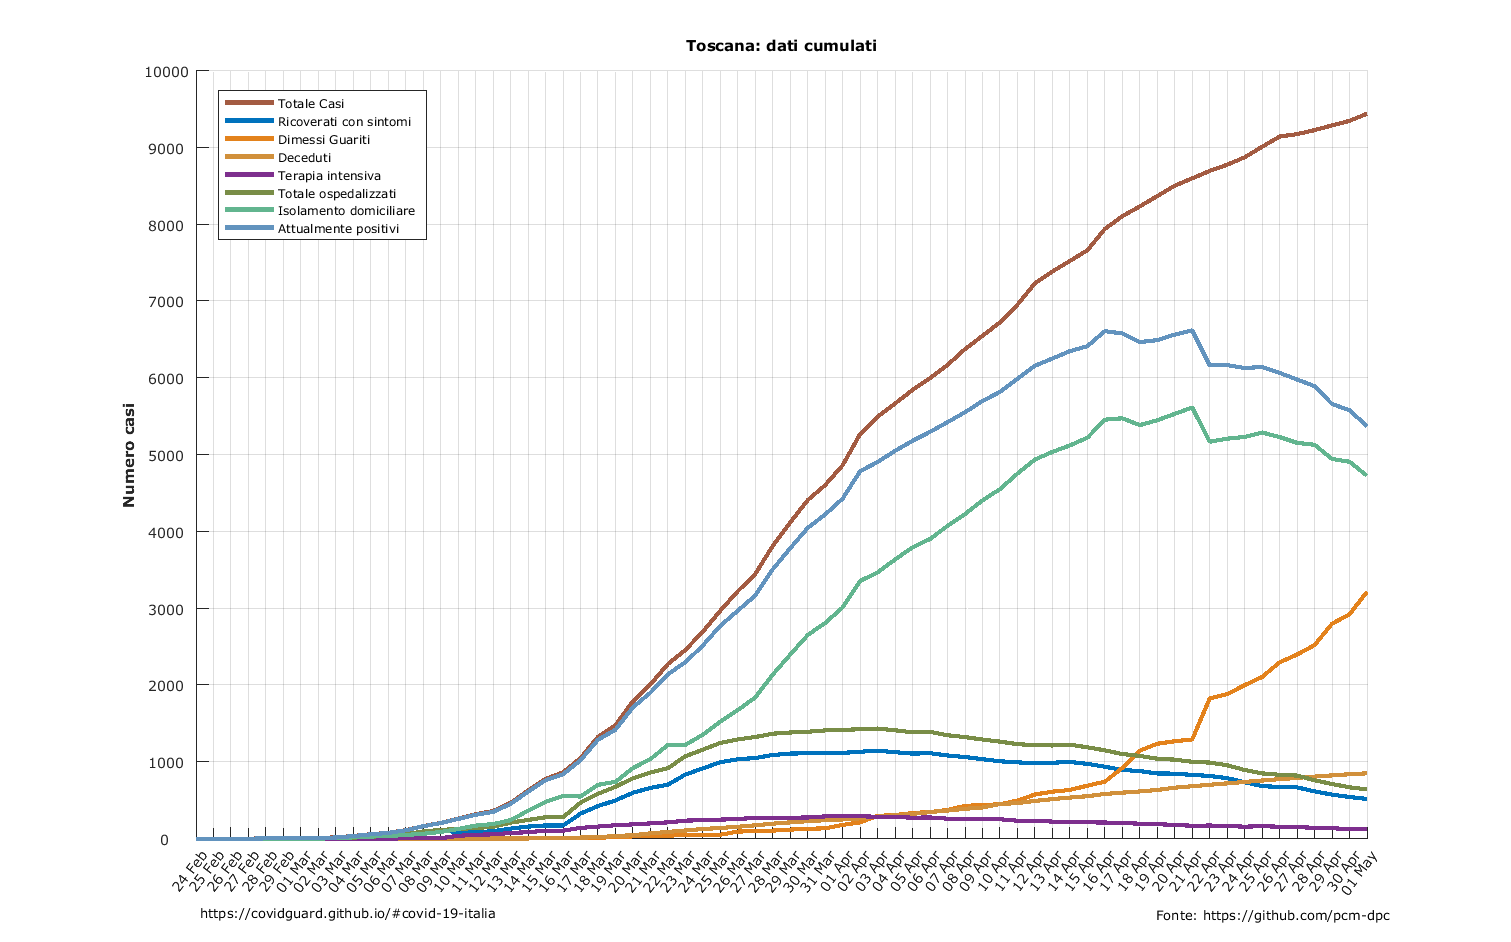 Toscana: dati cumulati
10000
9000
8000
7000
6000
5000
4000
3000
2000
1000
0
Numero casi
Totale Casi
Ricoverati con sintomi
Dimessi Guariti
Deceduti
Terapia intensiva
Totale ospedalizzati
Isolamento domiciliare
Attualmente positivi
24 Feb
25 Feb
26 Feb
27 Feb
28 Feb
29 Feb
01 Mar
02 Mar
03 Mar
04 Mar
05 Mar
06 Mar
07 Mar
08 Mar
09 Mar
10 Mar
11 Mar
12 Mar
13 Mar
14 Mar
15 Mar
16 Mar
17 Mar
18 Mar
19 Mar
20 Mar
21 Mar
22 Mar
23 Mar
24 Mar
25 Mar
26 Mar
27 Mar
28 Mar
29 Mar
30 Mar
31 Mar
01 Apr
02 Apr
03 Apr
04 Apr
05 Apr
06 Apr
07 Apr
08 Apr
09 Apr
10 Apr
11 Apr
12 Apr
13 Apr
14 Apr
15 Apr
16 Apr
17 Apr
18 Apr
19 Apr
20 Apr
21 Apr
22 Apr
23 Apr
24 Apr
25 Apr
26 Apr
27 Apr
28 Apr
29 Apr
30 Apr
01 May
https://covidguard.github.io/#covid-19-italia
Fonte: https://github.com/pcm-dpc